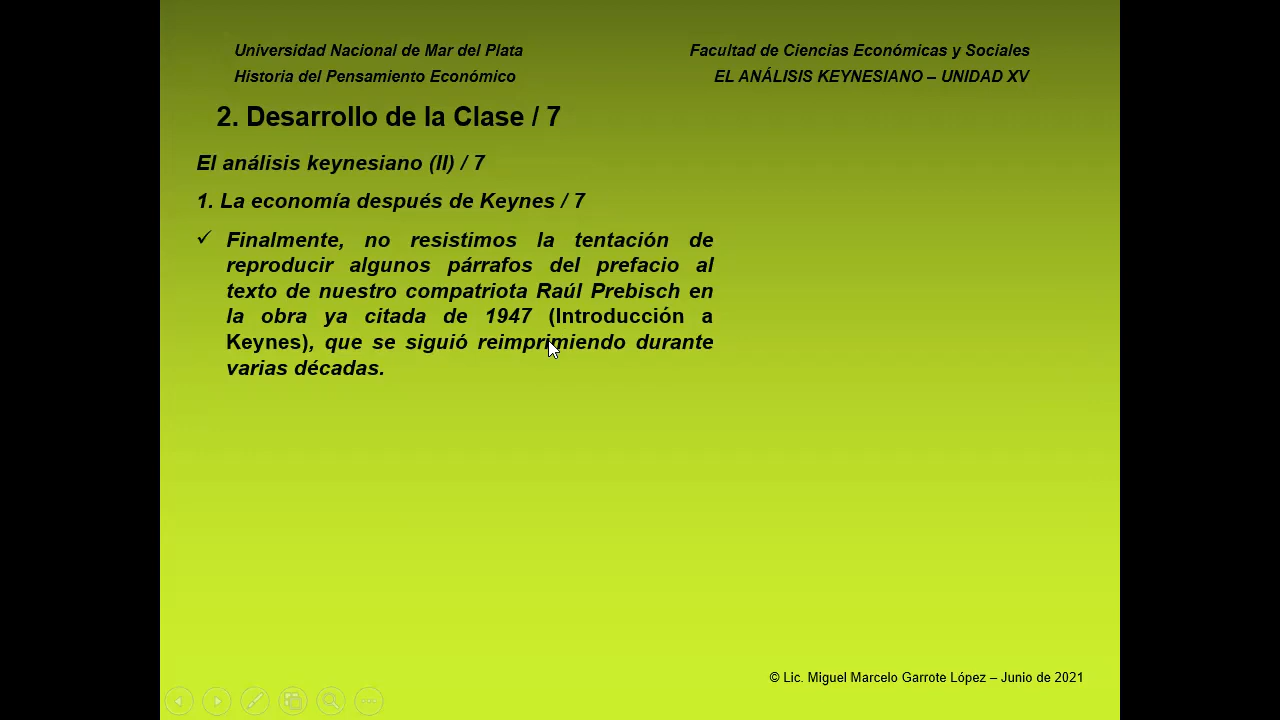 Universidad Nacional de Mar del Plata Facultad de Ciencias Económicas y Sociales
Historia del Pensamiento Económico EL ANÁLISIS KEYNESIANO – UNIDAD XV
2. Desarrollo de la Clase / 7
El análisis keynesiano (II) / 7
1. La economía después de Keynes / 7
✓ Finalmente, no resistimos la tentación de
reproducir algunos párrafos del prefacio al
texto de nuestro compatriota Raúl Prebisch en
la obra ya citada de 1947 (Introducción a
Keynes), que se siguió reimprimiendo durante
varias décadas.
© Lic. Miguel Marcelo Garrote López – Junio de 2021